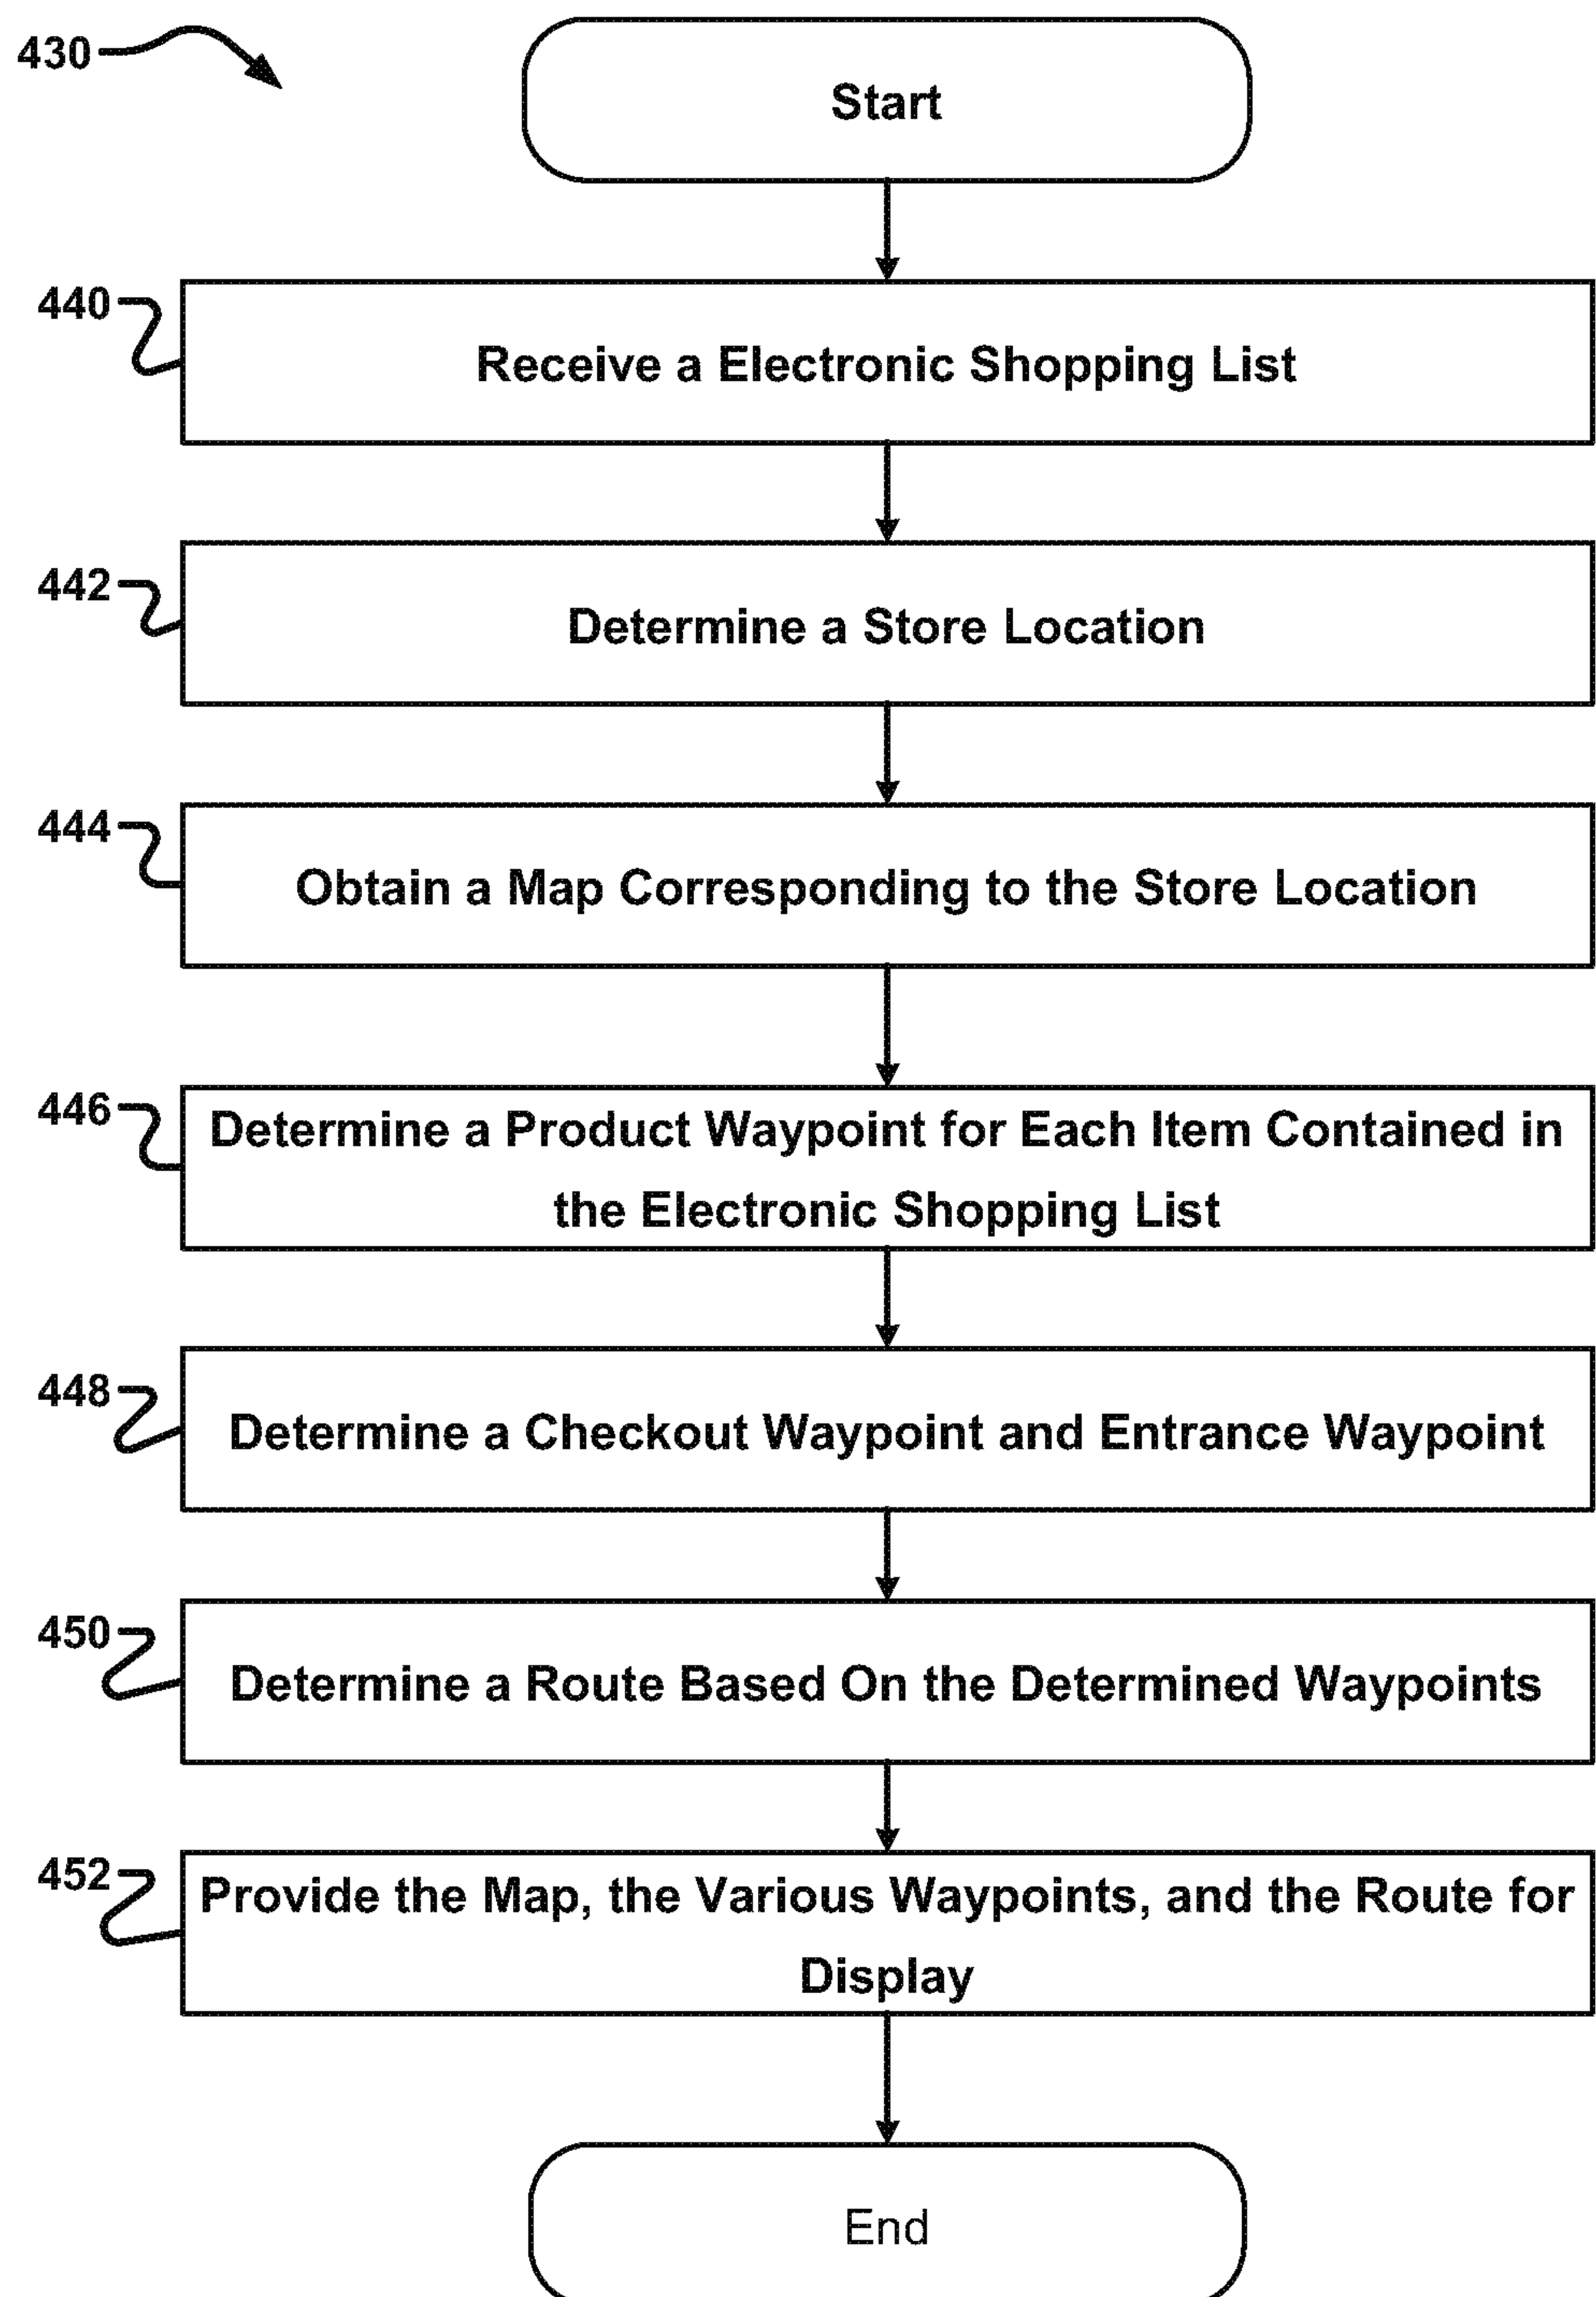 430
Start
440
Receive a Electronic Shopping List
442
Determine a Store Location
444
Obtain a Map Corresponding to the Store Location
446
Determine a Product Waypoint for Each Item Contained in
the Electronic Shopping List
448
Determine a Checkout Waypoint and Entrance Waypoint
450
Determine a Route Based On the Determined Waypoints
452
Provide the Map, the Various Waypoints, and the Route for
Display
End